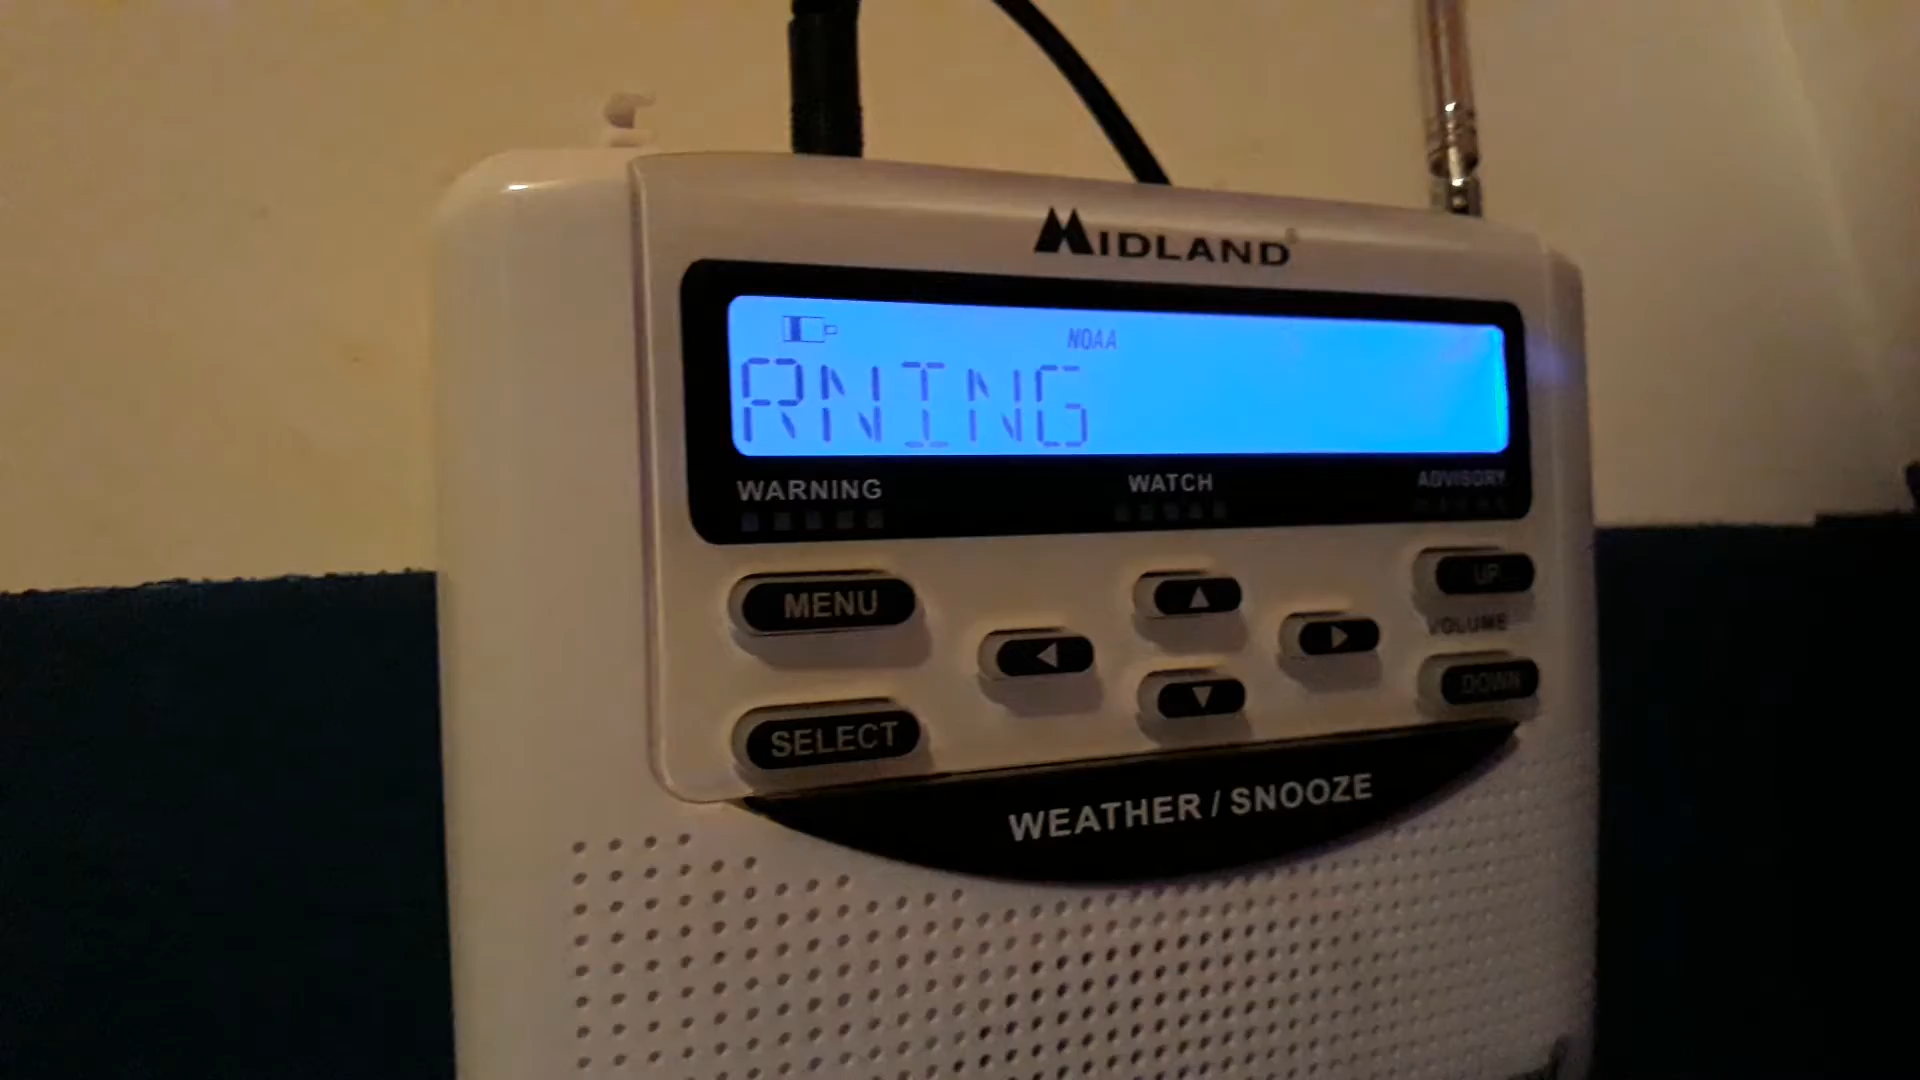 MIDLAND
NOAA
RNING
WARNING WATCH ADVISORY
MENU UP
VOLUME
SELECT DOWN
WEATHER / SNOOZE